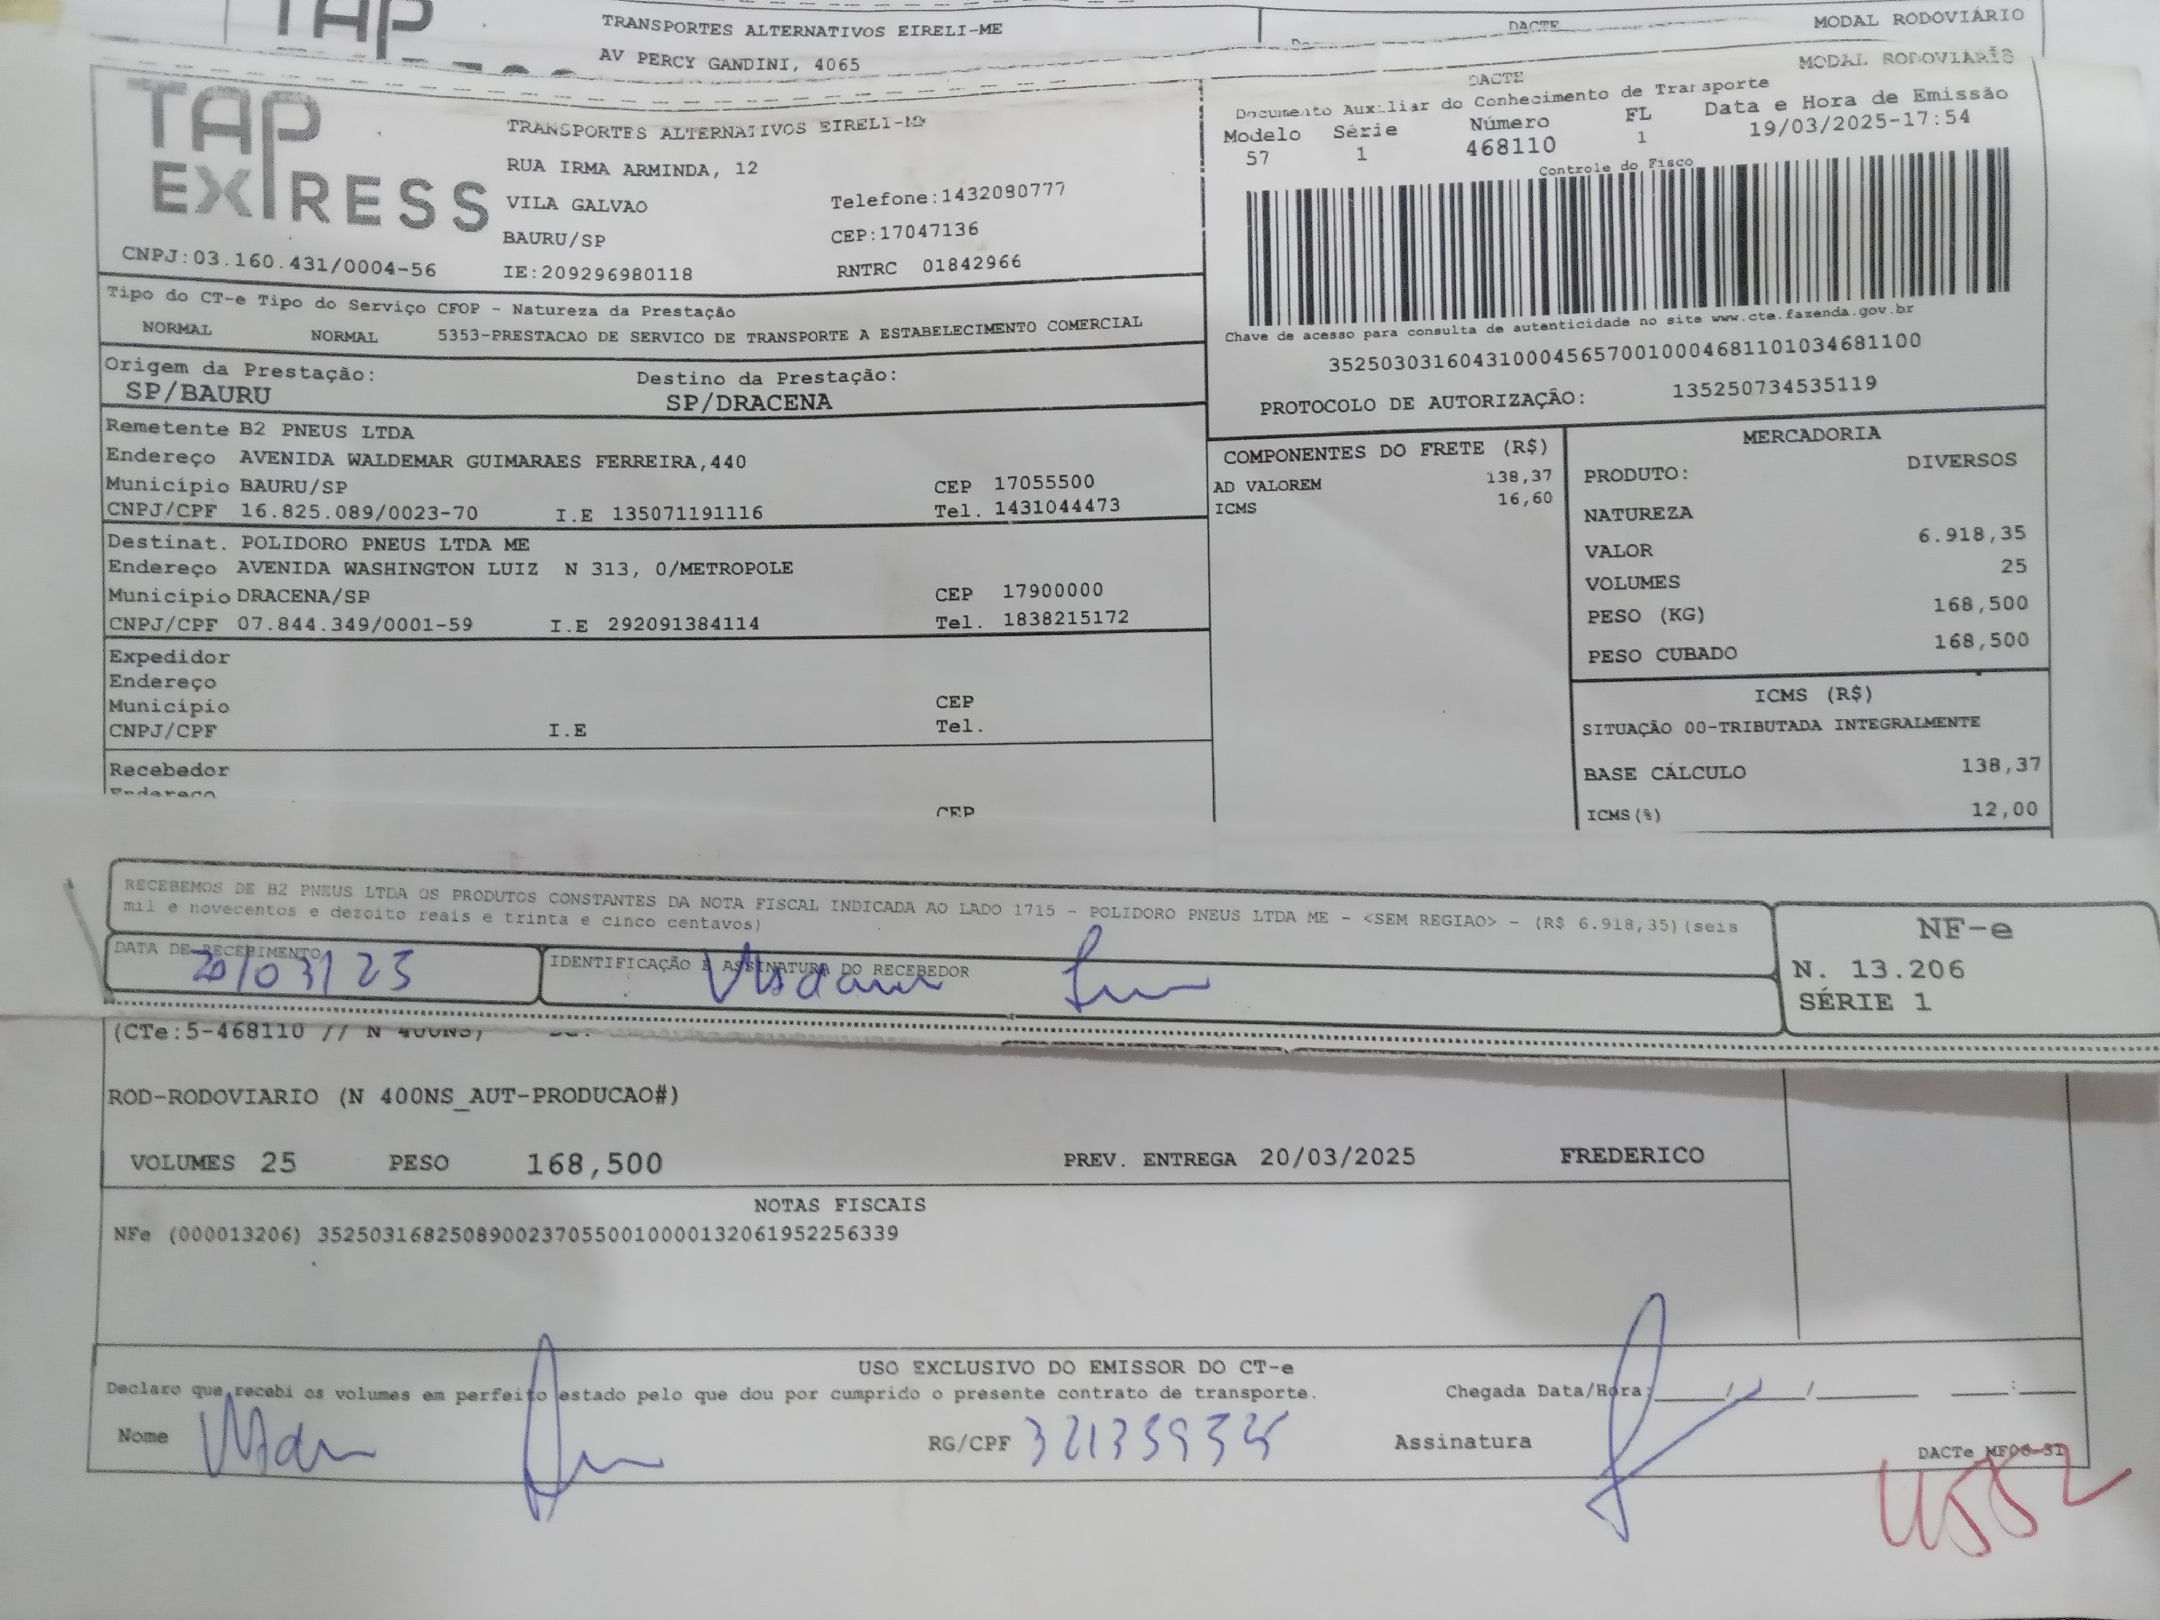 TRANSPORTES ALTERNATIVOS EIRELI-ME
DACTE
MODAL RODOVIÁRIO
AV PERCY GANDINI, 4065
TAP EXPRESS
CNPJ:03.160.431/0004-56
TRANSPORTES ALTERNATIVOS EIRELI-ME
RUA IRMA ARMINDA, 12
VILA GALVAO
Telefone:1432080777
BAURU/SP
CEP:17047136
IE:209296980118
RNTRC 01842966
DACTE
MODAL RODOVIÁRIO
Documento Auxiliar do Conhecimento de Transporte
Modelo Série Número FL Data e Hora de Emissão
57 1 468110 1 19/03/2025-17:54
Controle do Fisco
Chave de acesso para consulta de autenticidade no site www.cte.fazenda.gov.br
35250303160431000456570010004681101034681100
PROTOCOLO DE AUTORIZAÇÃO: 135250734535119
Tipo do CT-e Tipo do Serviço CFOP - Natureza da Prestação
NORMAL NORMAL 5353-PRESTACAO DE SERVICO DE TRANSPORTE A ESTABELECIMENTO COMERCIAL
Origem da Prestação: Destino da Prestação:
SP/BAURU SP/DRACENA
Remetente B2 PNEUS LTDA
Endereço AVENIDA WALDEMAR GUIMARAES FERREIRA,440
Município BAURU/SP CEP 17055500
CNPJ/CPF 16.825.089/0023-70 I.E 135071191116 Tel. 1431044473
Destinat. POLIDORO PNEUS LTDA ME
Endereço AVENIDA WASHINGTON LUIZ N 313, 0/METROPOLE
Município DRACENA/SP CEP 17900000
CNPJ/CPF 07.844.349/0001-59 I.E 292091384114 Tel. 1838215172
Expedidor
Endereço
Município CEP
CNPJ/CPF I.E Tel.
Recebedor
Endereço
CEP
COMPONENTES DO FRETE (R$)
AD VALOREM 138,37
ICMS 16,60
MERCADORIA
PRODUTO: DIVERSOS
NATUREZA
VALOR 6.918,35
VOLUMES 25
PESO (KG) 168,500
PESO CUBADO 168,500
ICMS (R$)
SITUAÇÃO 00-TRIBUTADA INTEGRALMENTE
BASE CÁLCULO 138,37
ICMS(%) 12,00
RECEBEMOS DE B2 PNEUS LTDA OS PRODUTOS CONSTANTES DA NOTA FISCAL INDICADA AO LADO 1715 - POLIDORO PNEUS LTDA ME - <SEM REGIAO> - (R$ 6.918,35)(seis
mil e novecentos e dezoito reais e trinta e cinco centavos)
DATA DE RECEBIMENTO
20/03/25
IDENTIFICAÇÃO E ASSINATURA DO RECEBEDOR
NF-e
N. 13.206
SÉRIE 1
(CTe:5-468110 // N 400NS)
ROD-RODOVIARIO (N 400NS_AUT-PRODUCAO#)
VOLUMES 25 PESO 168,500 PREV. ENTREGA 20/03/2025 FREDERICO
NOTAS FISCAIS
NFe (000013206) 35250316825089002370550010000132061952256339
USO EXCLUSIVO DO EMISSOR DO CT-e
Declaro que recebi os volumes em perfeito estado pelo que dou por cumprido o presente contrato de transporte.
Chegada Data/Hora: / / :
Nome
RG/CPF
Assinatura
DACTe